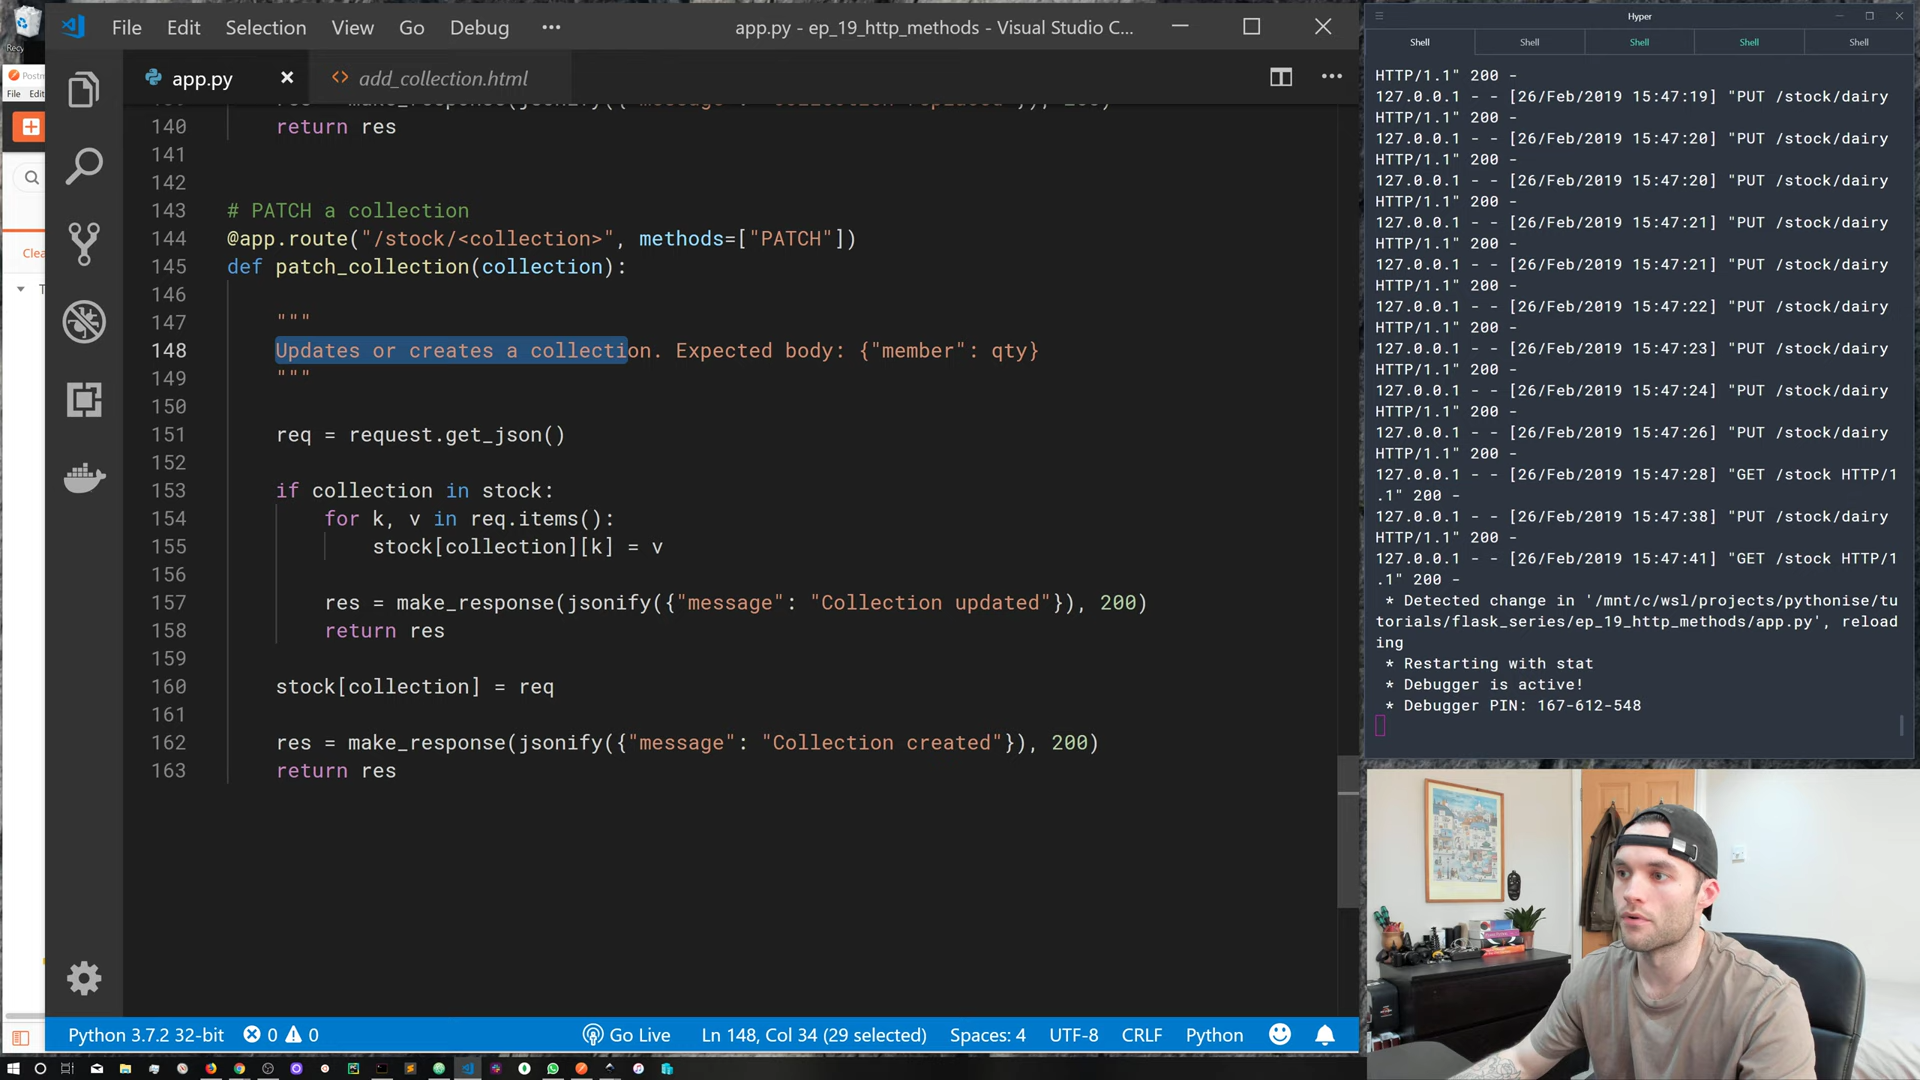 File Edit Selection View Go Debug ••• app.py - ep_19_http_methods - Visual Studio C...
app.py add_collection.html
140 return res
141
142
143 # PATCH a collection
144 @app.route("/stock/<collection>", methods=["PATCH"])
145 def patch_collection(collection):
146
147 """
148 Updates or creates a collection. Expected body: {"member": qty}
149 """
150
151 req = request.get_json()
152
153 if collection in stock:
154 for k, v in req.items():
155 stock[collection][k] = v
156
157 res = make_response(jsonify({"message": "Collection updated"}), 200)
158 return res
159
160 stock[collection] = req
161
162 res = make_response(jsonify({"message": "Collection created"}), 200)
163 return res
Python 3.7.2 32-bit 0 0 Go Live Ln 148, Col 34 (29 selected) Spaces: 4 UTF-8 CRLF Python
File Edit
Clea
Hyper
Shell Shell Shell Shell Shell
HTTP/1.1" 200 -
127.0.0.1 - - [26/Feb/2019 15:47:19] "PUT /stock/dairy
HTTP/1.1" 200 -
127.0.0.1 - - [26/Feb/2019 15:47:20] "PUT /stock/dairy
HTTP/1.1" 200 -
127.0.0.1 - - [26/Feb/2019 15:47:20] "PUT /stock/dairy
HTTP/1.1" 200 -
127.0.0.1 - - [26/Feb/2019 15:47:21] "PUT /stock/dairy
HTTP/1.1" 200 -
127.0.0.1 - - [26/Feb/2019 15:47:21] "PUT /stock/dairy
HTTP/1.1" 200 -
127.0.0.1 - - [26/Feb/2019 15:47:22] "PUT /stock/dairy
HTTP/1.1" 200 -
127.0.0.1 - - [26/Feb/2019 15:47:23] "PUT /stock/dairy
HTTP/1.1" 200 -
127.0.0.1 - - [26/Feb/2019 15:47:24] "PUT /stock/dairy
HTTP/1.1" 200 -
127.0.0.1 - - [26/Feb/2019 15:47:26] "PUT /stock/dairy
HTTP/1.1" 200 -
127.0.0.1 - - [26/Feb/2019 15:47:28] "GET /stock HTTP/1
.1" 200 -
127.0.0.1 - - [26/Feb/2019 15:47:38] "PUT /stock/dairy
HTTP/1.1" 200 -
127.0.0.1 - - [26/Feb/2019 15:47:41] "GET /stock HTTP/1
.1" 200 -
* Detected change in '/mnt/c/wsl/projects/pythonise/tu
torials/flask_series/ep_19_http_methods/app.py', reload
ing
* Restarting with stat
* Debugger is active!
* Debugger PIN: 167-612-548